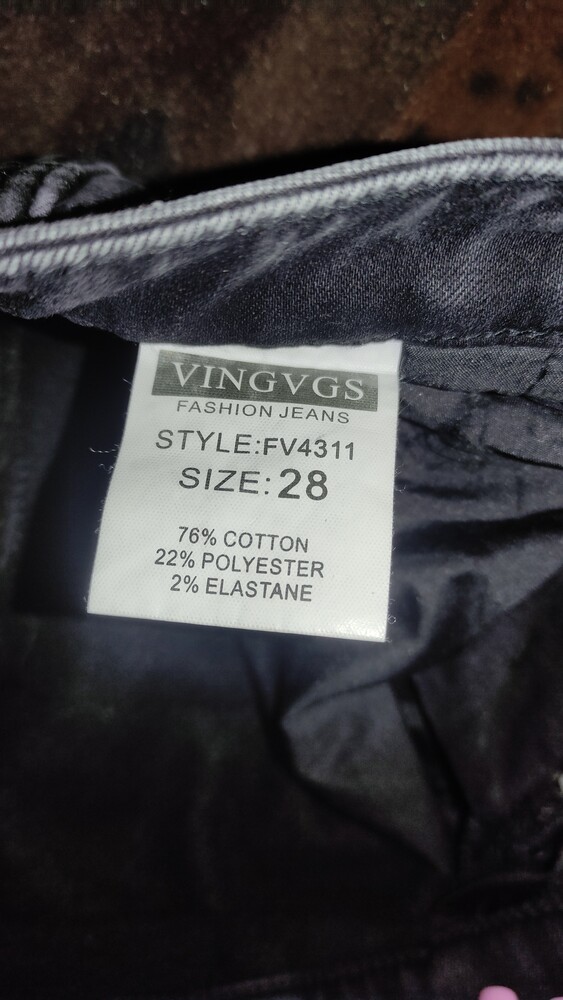 VINGVGS
FASHION JEANS
STYLE:FV4311
SIZE: 28
76% COTTON
22% POLYESTER
2% ELASTANE